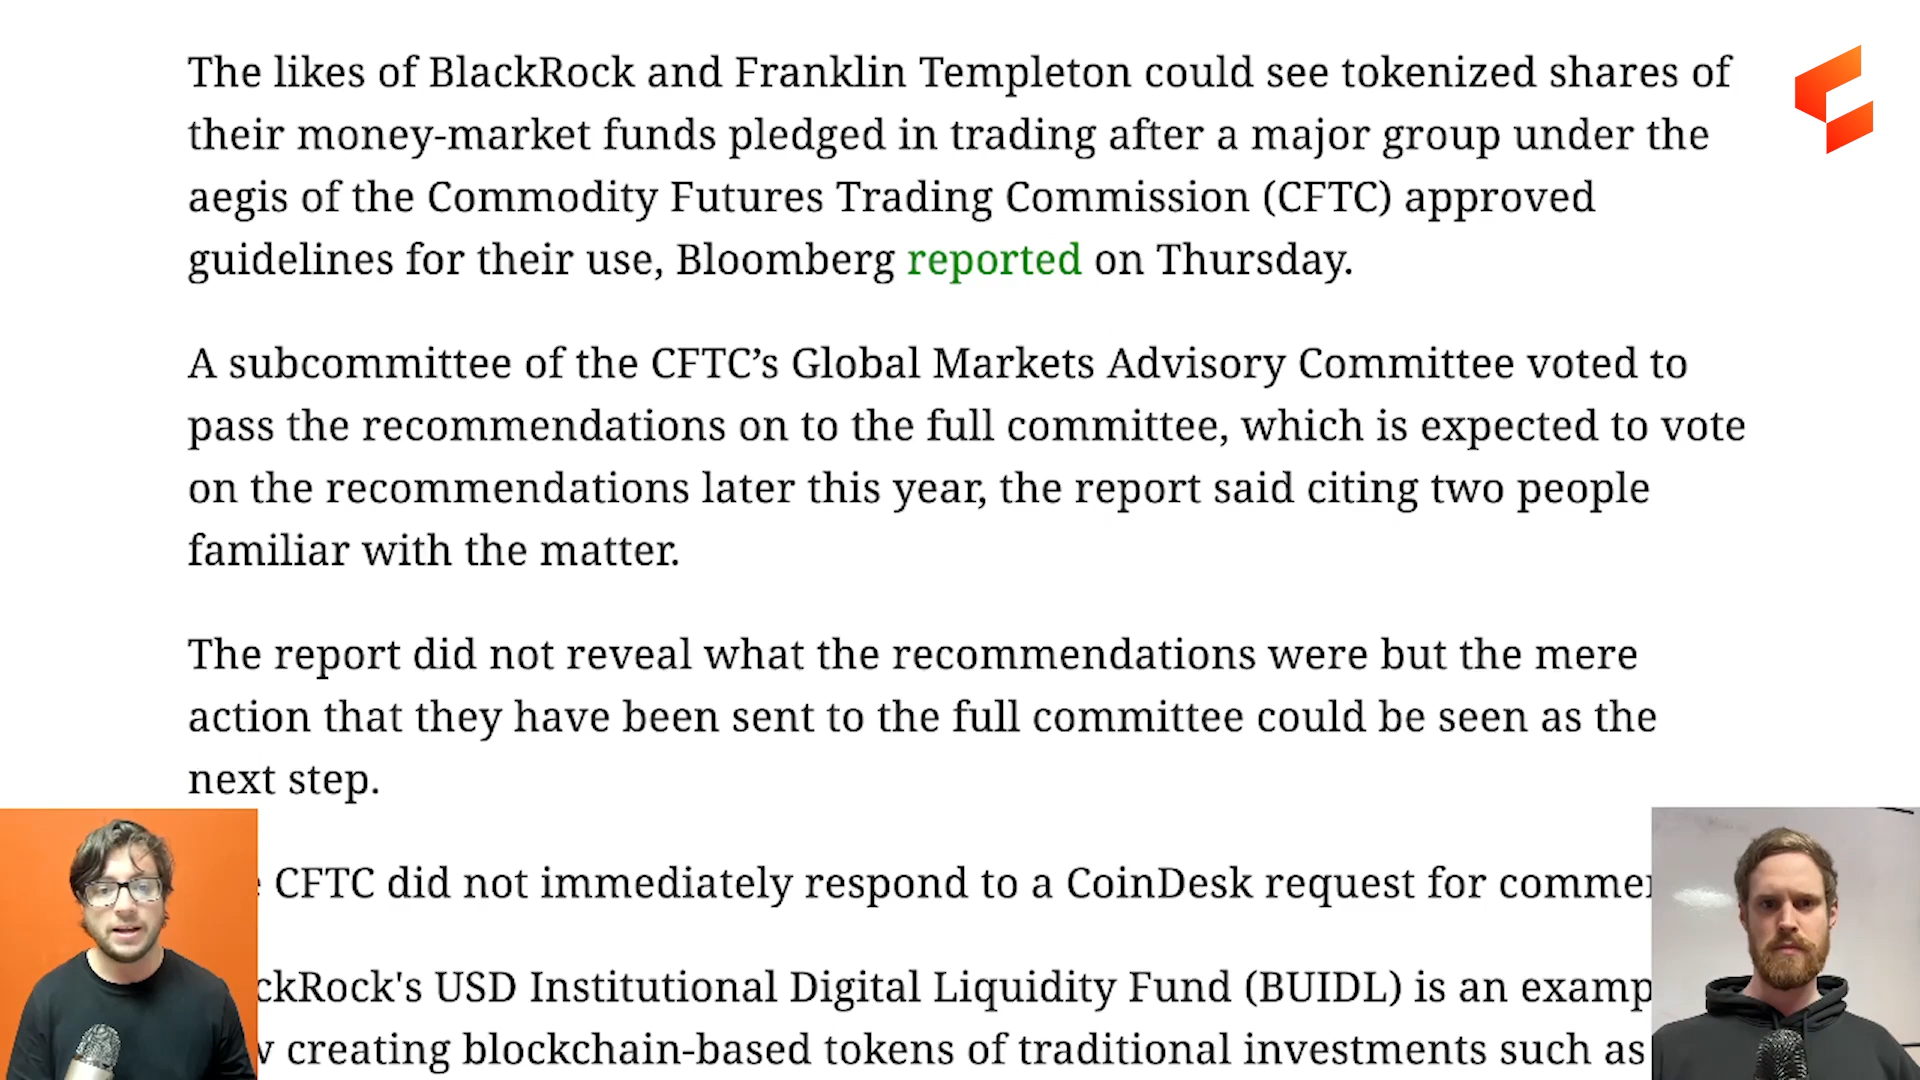 The likes of BlackRock and Franklin Templeton could see tokenized shares of
their money-market funds pledged in trading after a major group under the
aegis of the Commodity Futures Trading Commission (CFTC) approved
guidelines for their use, Bloomberg reported on Thursday.
A subcommittee of the CFTC’s Global Markets Advisory Committee voted to
pass the recommendations on to the full committee, which is expected to vote
on the recommendations later this year, the report said citing two people
familiar with the matter.
The report did not reveal what the recommendations were but the mere
action that they have been sent to the full committee could be seen as the
next step.
CFTC did not immediately respond to a CoinDesk request for
ckRock's USD Institutional Digital Liquidity Fund (BUIDL) is an
creating blockchain-based tokens of traditional investments such as